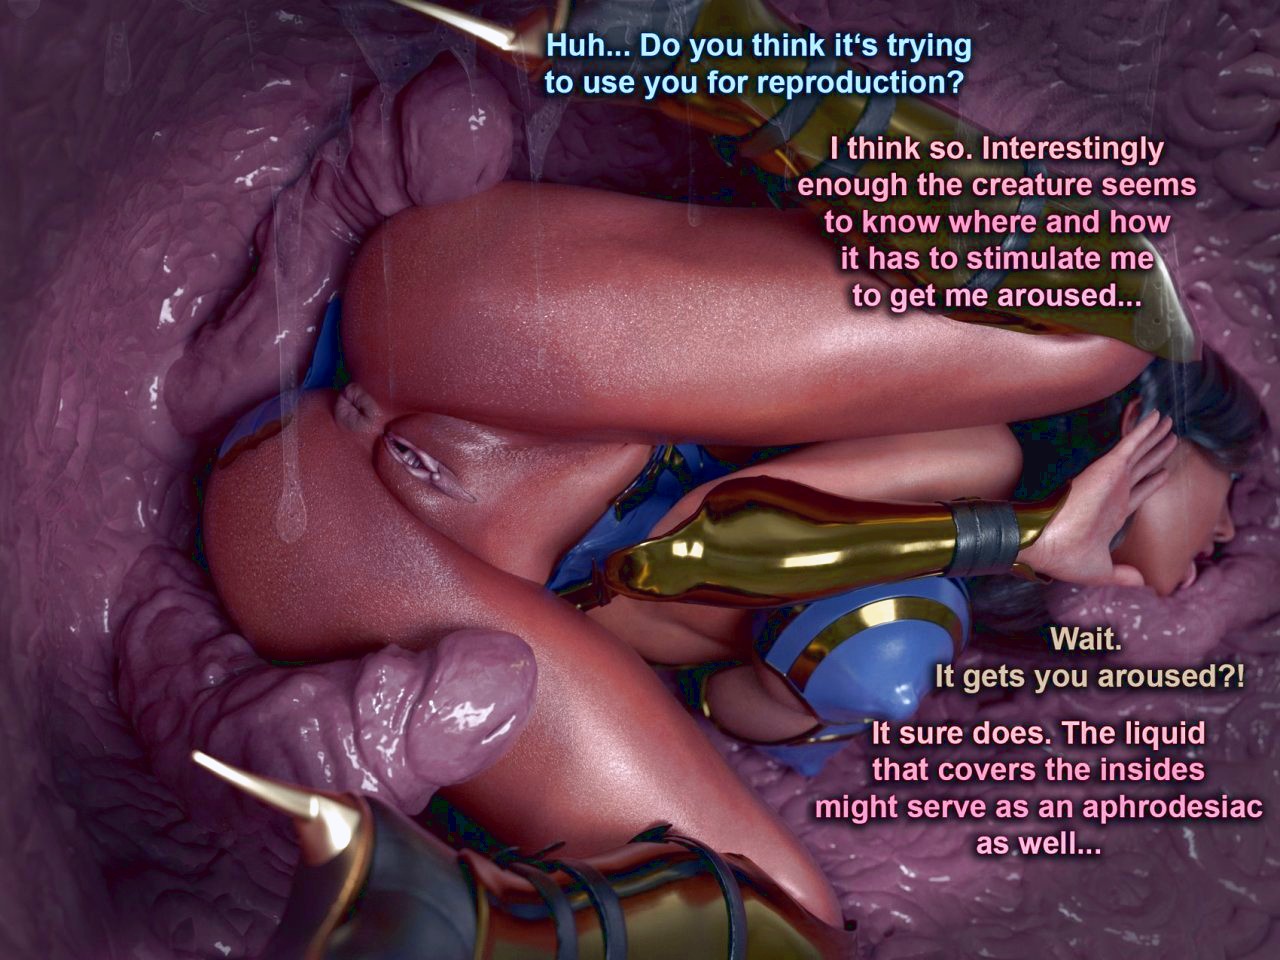 Huh... Do you think it‘s trying
to use you for reproduction?
I think so. Interestingly
enough the creature seems
to know where and how
it has to stimulate me
to get me aroused...
Wait.
It gets you aroused?!
It sure does. The liquid
that covers the insides
might serve as an aphrodesiac
as well...